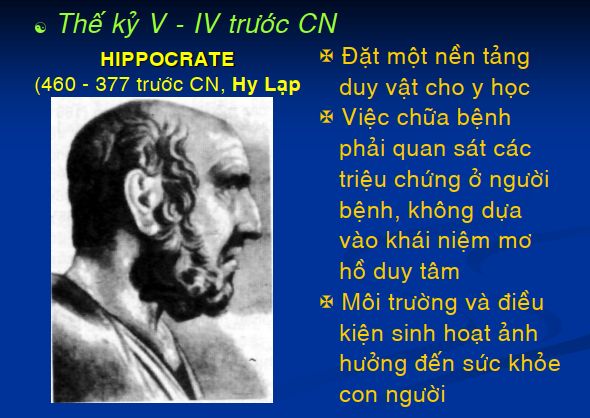 Thế kỷ V - IV trước CN
HIPPOCRATE
(460 - 377 trước CN, Hy Lạp
✠ Đặt một nền tảng
duy vật cho y học
✠ Việc chữa bệnh
phải quan sát các
triệu chứng ở người
bệnh, không dựa
vào khái niệm mơ
hồ duy tâm
✠ Môi trường và điều
kiện sinh hoạt ảnh
hưởng đến sức khỏe
con người